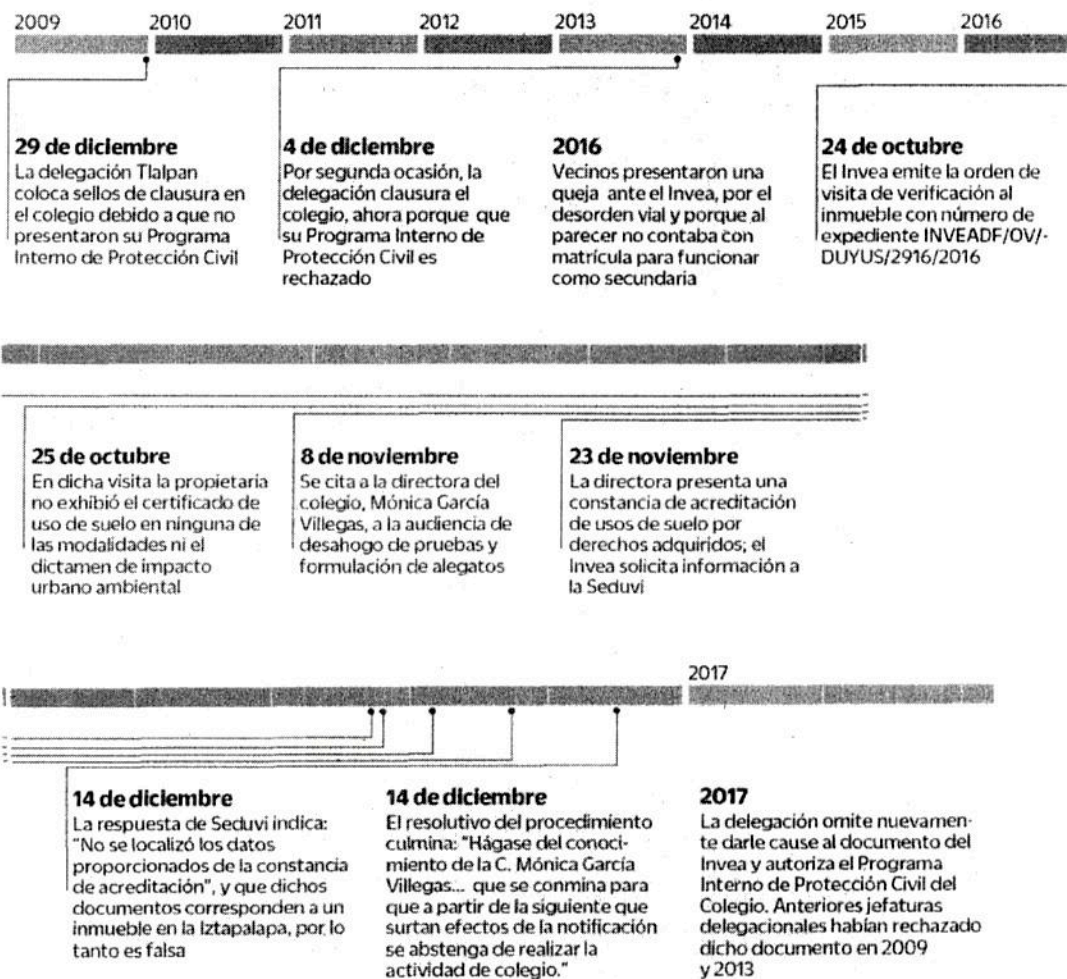 2009 2010 2011 2012 2013 2014 2015 2016
29 de diciembre
La delegación Tlalpan
coloca sellos de clausura en
el colegio debido a que no
presentaron su Programa
Interno de Protección Civil
4 de diciembre
Por segunda ocasión, la
delegación clausura el
colegio, ahora porque que
su Programa Interno de
Protección Civil es
rechazado
2016
Vecinos presentaron una
queja ante el Invea, por el
desorden vial y porque al
parecer no contaba con
matrícula para funcionar
como secundaria
24 de octubre
El Invea emite la orden de
visita de verificación al
inmueble con número de
expediente INVEADF/OV/-
DUYUS/2916/2016
25 de octubre
En dicha visita la propietaria
no exhibió el certificado de
uso de suelo en ninguna de
las modalidades ni el
dictamen de impacto
urbano ambiental
8 de noviembre
Se cita a la directora del
colegio, Mónica García
Villegas, a la audiencia de
desahogo de pruebas y
formulación de alegatos
23 de noviembre
La directora presenta una
constancia de acreditación
de usos de suelo por
derechos adquiridos; el
Invea solicita información a
la Seduvi
2017
14 de diciembre
La respuesta de Seduvi indica:
"No se localizó los datos
proporcionados de la constancia
de acreditación", y que dichos
documentos corresponden a un
inmueble en la Iztapalapa, por lo
tanto es falsa
14 de diciembre
El resolutivo del procedimiento
culmina: "Hágase del conoci-
miento de la C. Mónica García
Villegas... que se conmina para
que a partir de la siguiente que
surtan efectos de la notificación
se abstenga de realizar la
actividad de colegio."
2017
La delegación omite nuevamen-
te darle cause al documento del
Invea y autoriza el Programa
Interno de Protección Civil del
Colegio. Anteriores jefaturas
delegacionales habían rechazado
dicho documento en 2009
y 2013